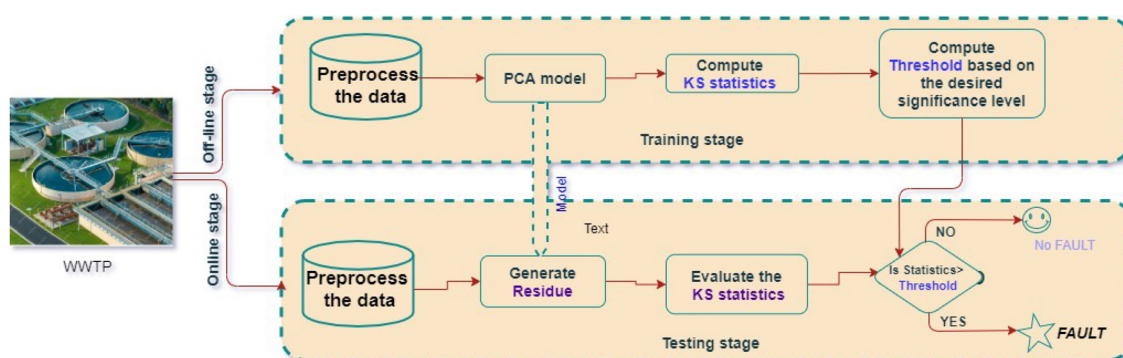 Off-line stage
Online stage
WWTP
Preprocess
the data
PCA model
Compute
KS statistics
Compute
Threshold based on
the desired
significance level
Training stage
Model
Text
Preprocess
the data
Generate
Residue
Evaluate the
KS statistics
Is Statistics>
Threshold
NO
No FAULT
YES
FAULT
Testing stage